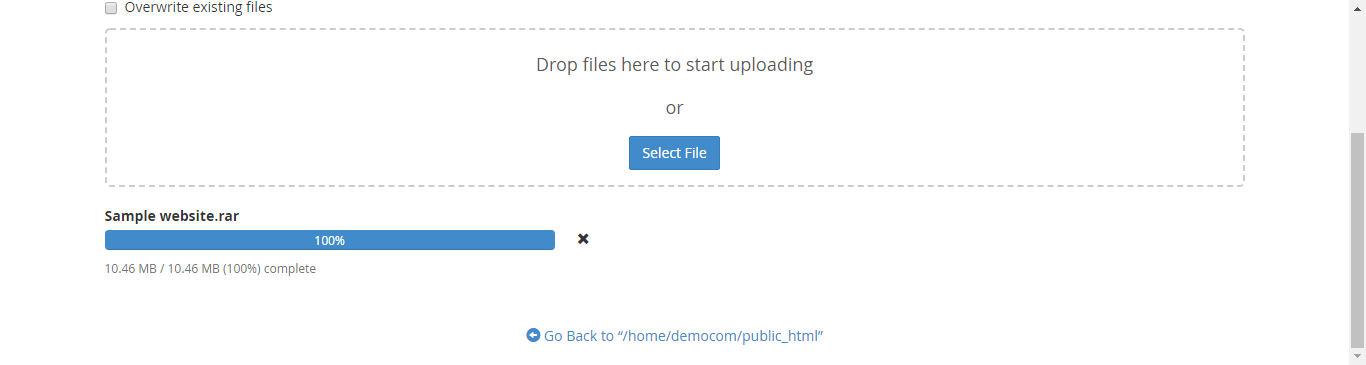 Overwrite existing files
Drop files here to start uploading
or
Select File
Sample website.rar
100%
10.46 MB / 10.46 MB (100%) complete
Go Back to “/home/democom/public_html”